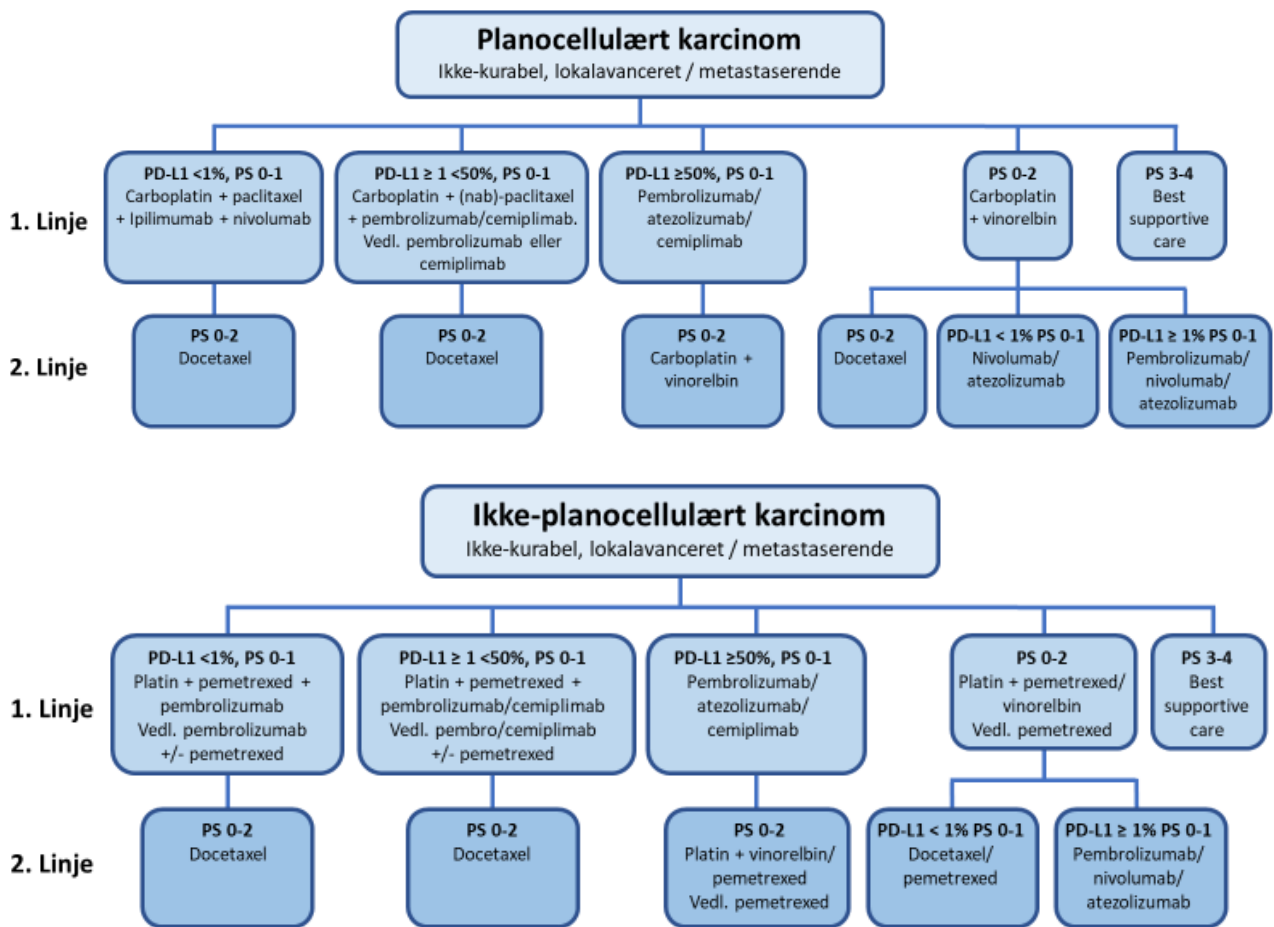 Planocellulært karcinom
Ikke-kurabel, lokalavanceret / metastaserende
1. Linje
PD-L1 <1%, PS 0-1
Carboplatin + paclitaxel
+ Ipilimumab + nivolumab
PD-L1 ≥ 1 <50%, PS 0-1
Carboplatin + (nab)-paclitaxel
+ pembrolizumab/cemiplimab.
Vedl. pembrolizumab eller
cemiplimab
PD-L1 ≥50%, PS 0-1
Pembrolizumab/
atezolizumab/
cemiplimab
PS 0-2
Carboplatin
+ vinorelbin
PS 3-4
Best
supportive
care
2. Linje
PS 0-2
Docetaxel
PS 0-2
Docetaxel
PS 0-2
Carboplatin +
vinorelbin
PS 0-2
Docetaxel
PD-L1 < 1% PS 0-1
Nivolumab/
atezolizumab
PD-L1 ≥ 1% PS 0-1
Pembrolizumab/
nivolumab/
atezolizumab
Ikke-planocellulært karcinom
Ikke-kurabel, lokalavanceret / metastaserende
1. Linje
PD-L1 <1%, PS 0-1
Platin + pemetrexed +
pembrolizumab
Vedl. pembrolizumab
+/- pemetrexed
PD-L1 ≥ 1 <50%, PS 0-1
Platin + pemetrexed +
pembrolizumab/cemiplimab
Vedl. pembro/cemiplimab
+/- pemetrexed
PD-L1 ≥50%, PS 0-1
Pembrolizumab/
atezolizumab/
cemiplimab
PS 0-2
Platin + pemetrexed/
vinorelbin
Vedl. pemetrexed
PS 3-4
Best
supportive
care
2. Linje
PS 0-2
Docetaxel
PS 0-2
Docetaxel
PS 0-2
Platin + vinorelbin/
pemetrexed
Vedl. pemetrexed
PD-L1 < 1% PS 0-1
Docetaxel/
pemetrexed
PD-L1 ≥ 1% PS 0-1
Pembrolizumab/
nivolumab/
atezolizumab